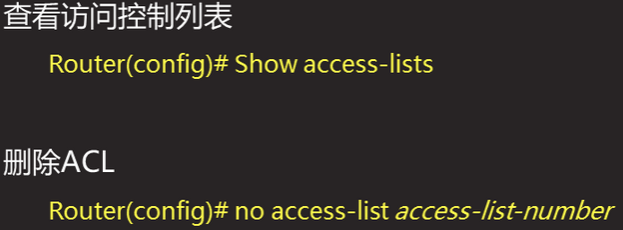 查看访问控制列表
Router(config)# Show access-lists
删除ACL
Router(config)# no access-list access-list-number